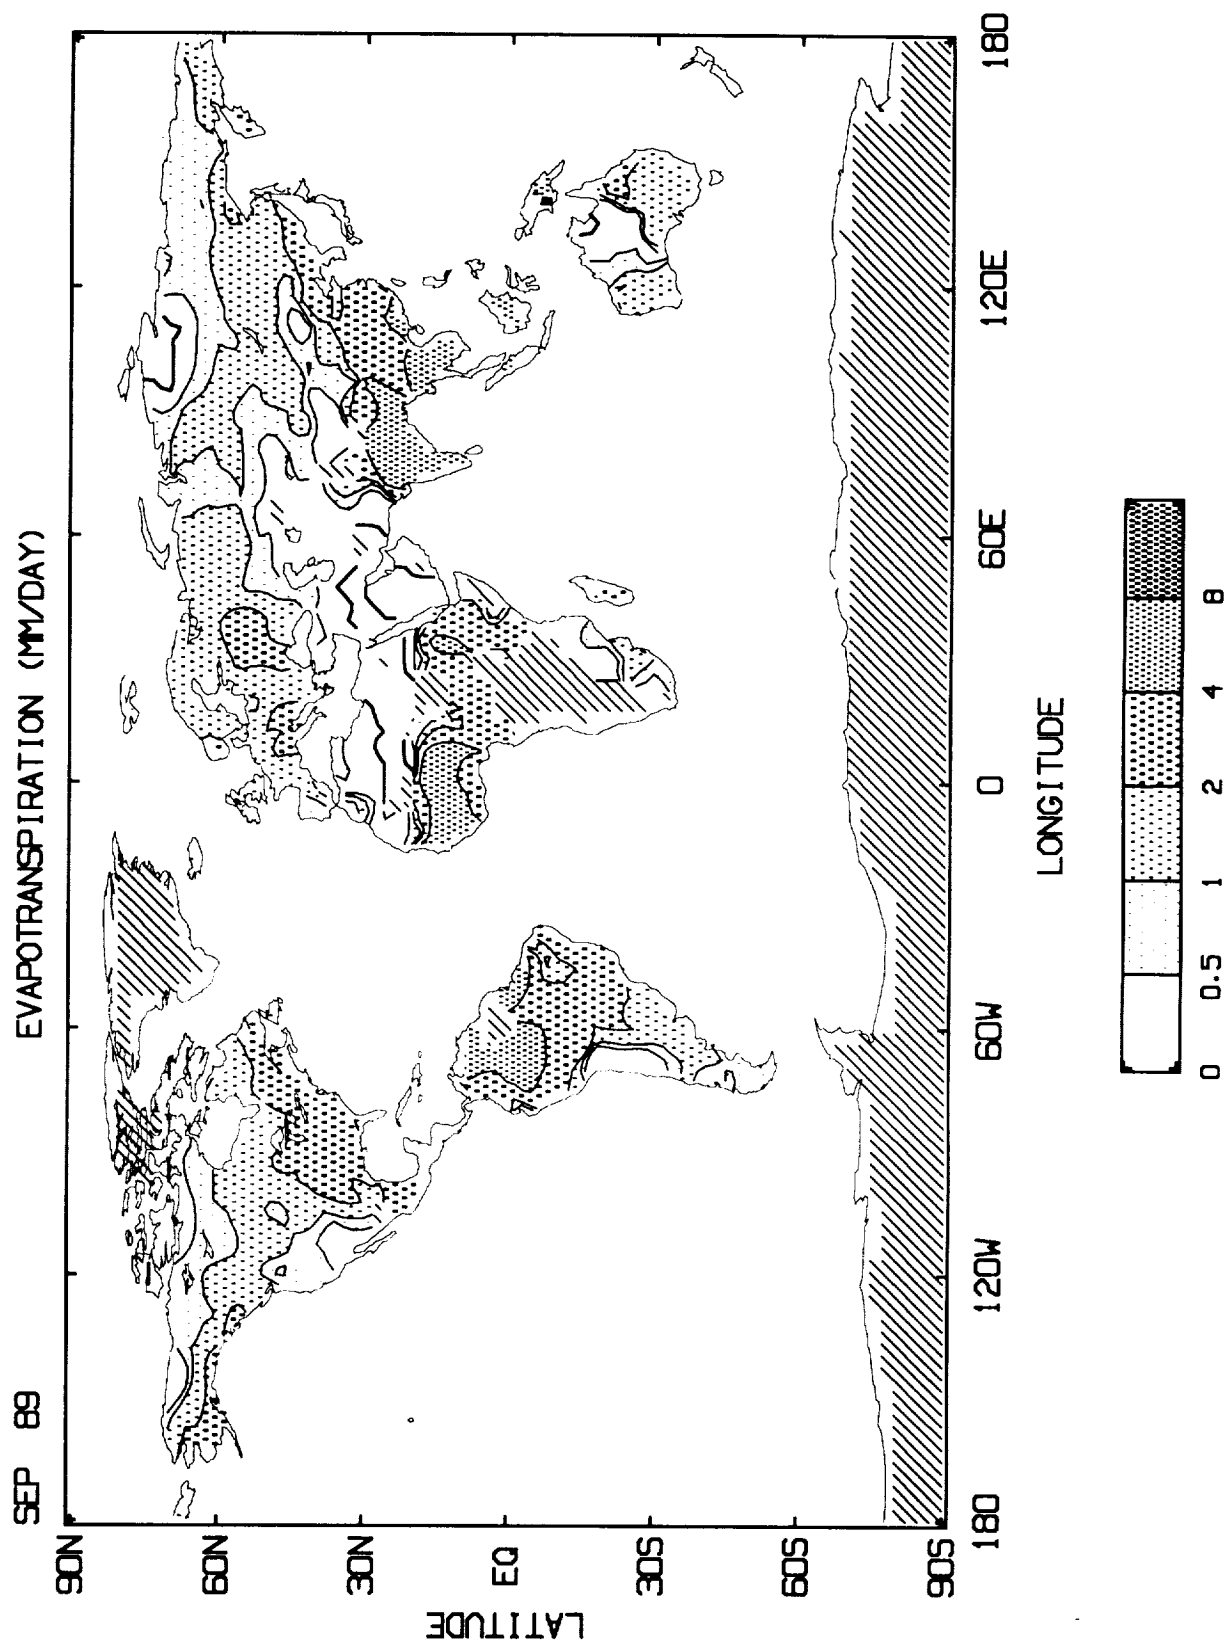 SEP 89
EVAPOTRANSPIRATION (MM/DAY)
LATITUDE
90N
60N
30N
EQ
30S
60S
90S
180 120W 60W 0 60E 120E 180
LONGITUDE
0 0.5 1 2 4 8